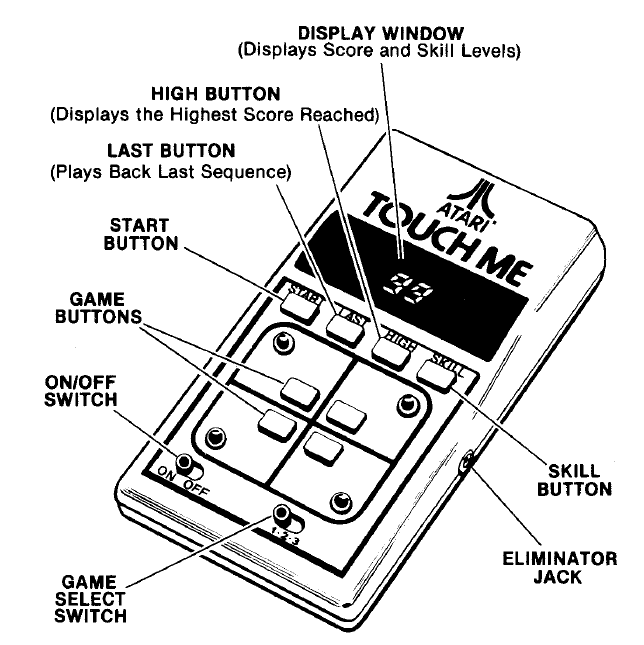 DISPLAY WINDOW
(Displays Score and Skill Levels)
HIGH BUTTON
(Displays the Highest Score Reached)
LAST BUTTON
(Plays Back Last Sequence)
START
BUTTON
GAME
BUTTONS
ON/OFF
SWITCH
ATARI
TOUCH ME
99
START
LAST
HIGH
SKILL
ON OFF
1-2-3
SKILL
BUTTON
ELIMINATOR
JACK
GAME
SELECT
SWITCH